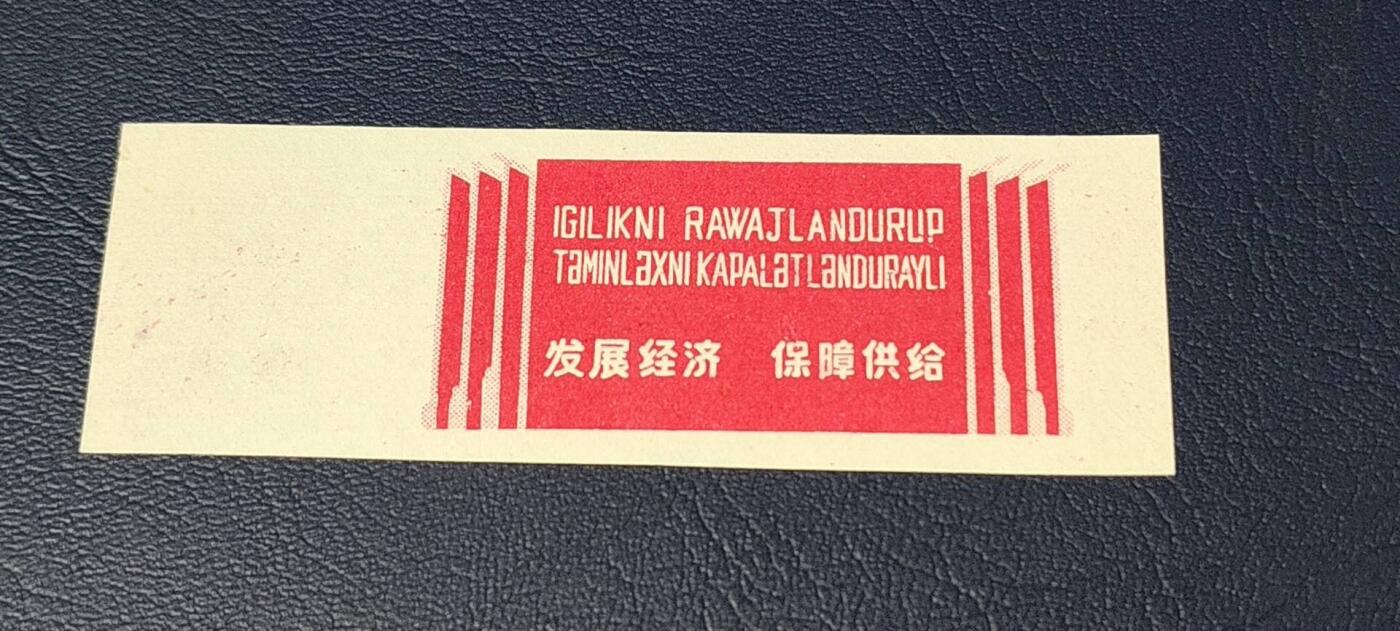 IGILIKNI RAWAJLANDURUP
TƏMINLƏXNI KAPALƏTLƏNDURAYLI
发展经济 保障供给